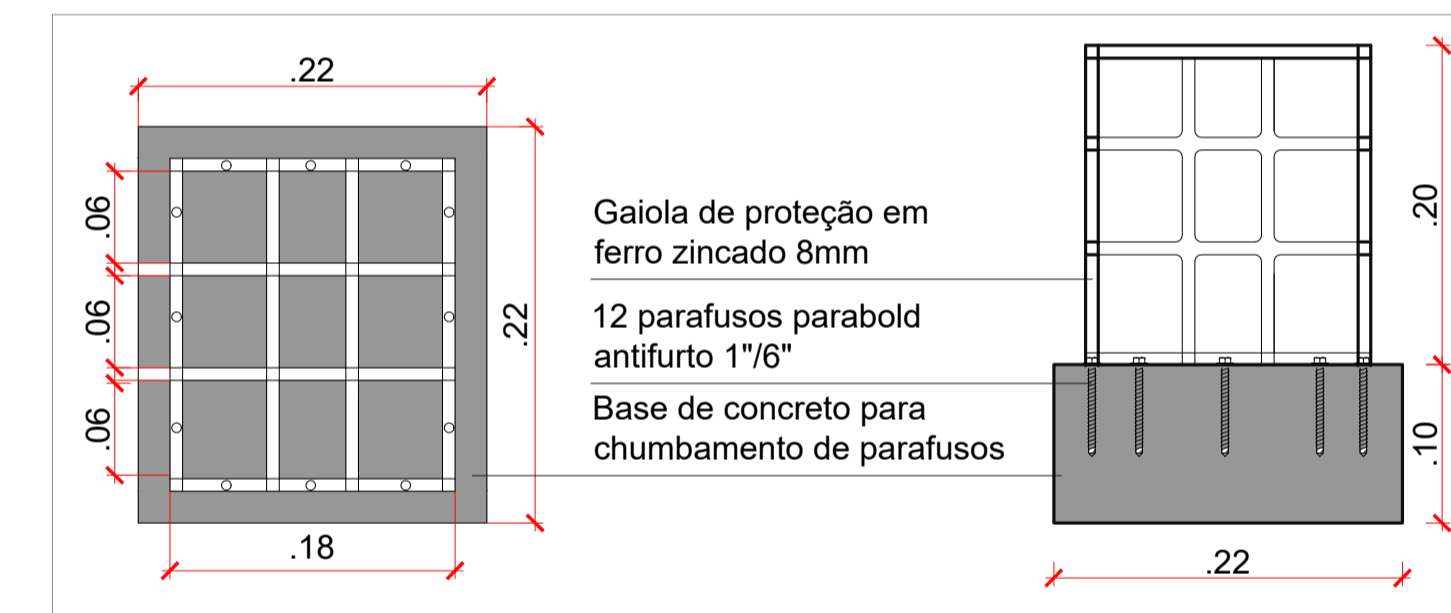 .22
.06
.06
.06
.22
.18
Gaiola de proteção em
ferro zincado 8mm
12 parafusos parabold
antifurto 1"/6"
Base de concreto para
chumbamento de parafusos
.20
.10
.22